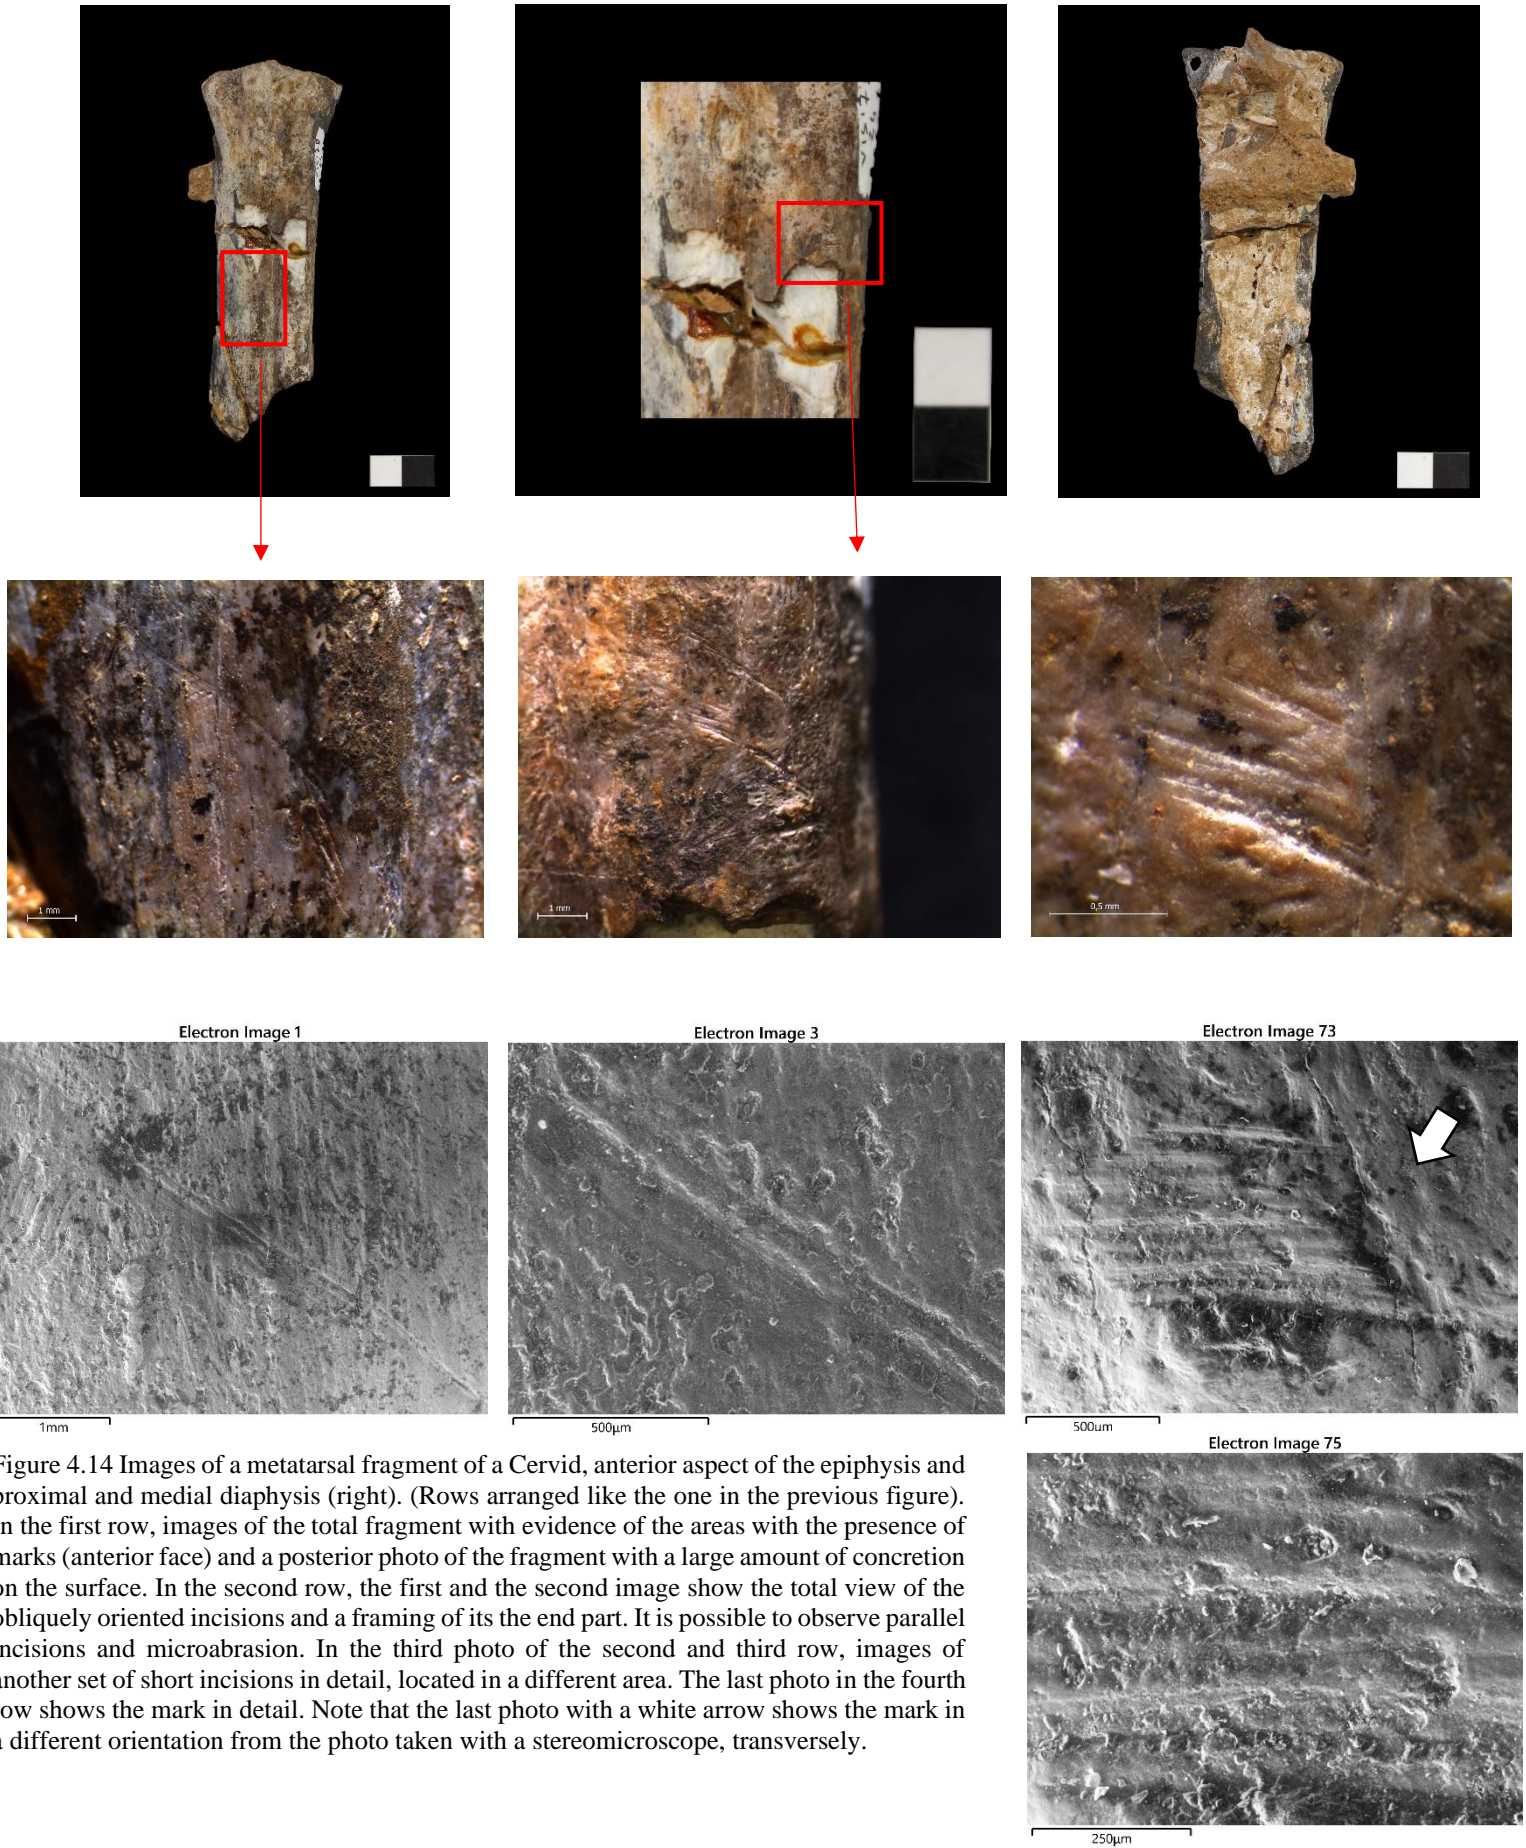 1 mm
1 mm
0,5 mm
Electron Image 1
Electron Image 3
Electron Image 73
1mm
500µm
500µm
Electron Image 75
Figure 4.14 Images of a metatarsal fragment of a Cervid, anterior aspect of the epiphysis and
proximal and medial diaphysis (right). (Rows arranged like the one in the previous figure).
In the first row, images of the total fragment with evidence of the areas with the presence of
marks (anterior face) and a posterior photo of the fragment with a large amount of concretion
on the surface. In the second row, the first and the second image show the total view of the
obliquely oriented incisions and a framing of its the end part. It is possible to observe parallel
incisions and microabrasion. In the third photo of the second and third row, images of
another set of short incisions in detail, located in a different area. The last photo in the fourth
row shows the mark in detail. Note that the last photo with a white arrow shows the mark in
a different orientation from the photo taken with a stereomicroscope, transversely.
250µm